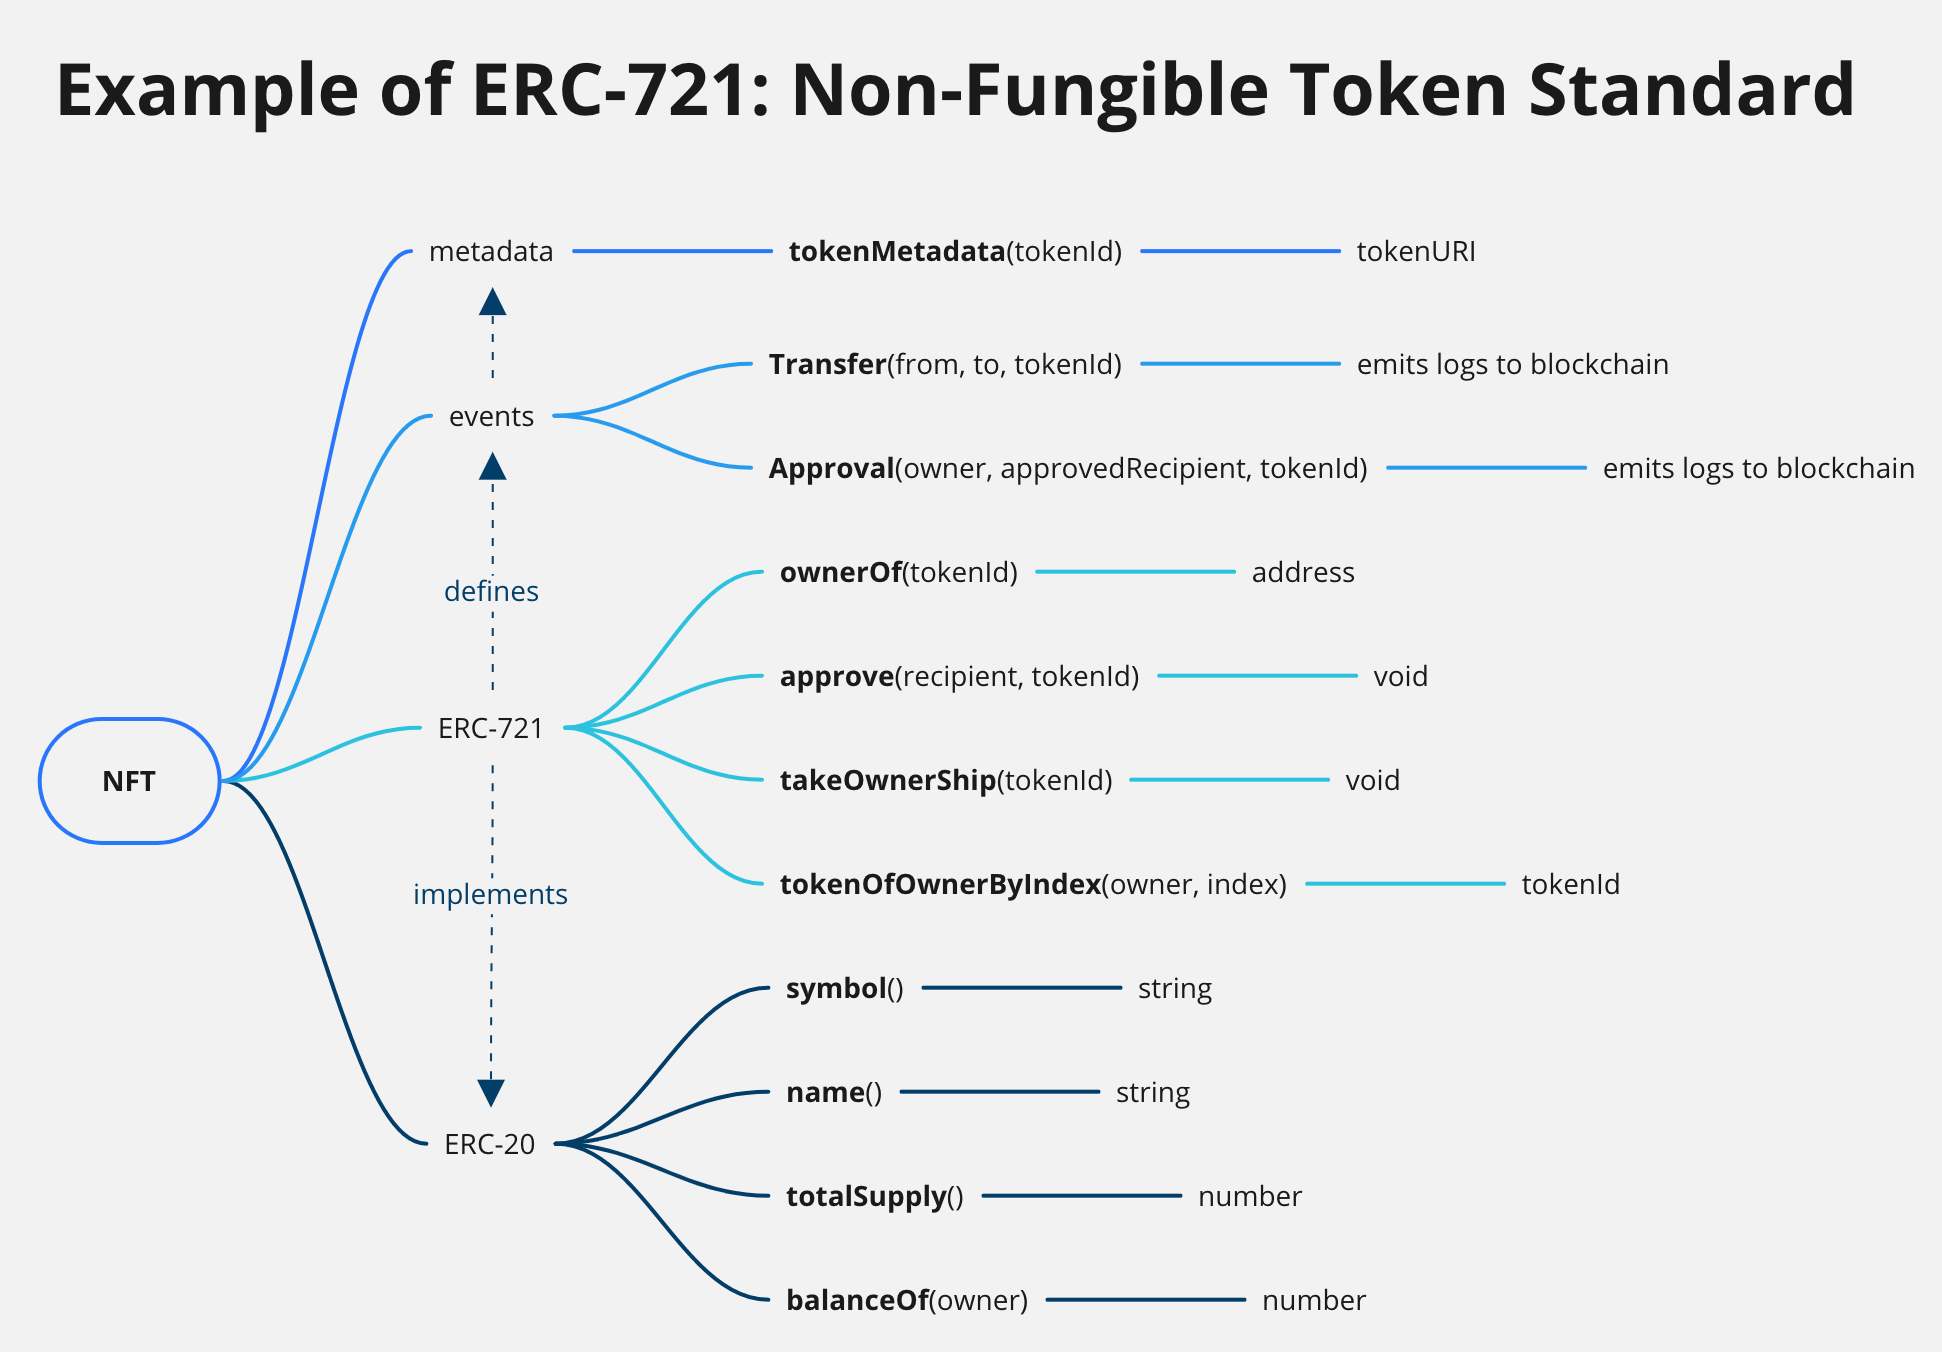 Example of ERC-721: Non-Fungible Token Standard
metadata tokenMetadata(tokenId) tokenURI
Transfer(from, to, tokenId) emits logs to blockchain
events
Approval(owner, approvedRecipient, tokenId) emits logs to blockchain
ownerOf(tokenId) address
defines
approve(recipient, tokenId) void
ERC-721
NFT
takeOwnerShip(tokenId) void
tokenOfOwnerByIndex(owner, index) tokenId
implements
symbol() string
name() string
ERC-20
totalSupply() number
balanceOf(owner) number